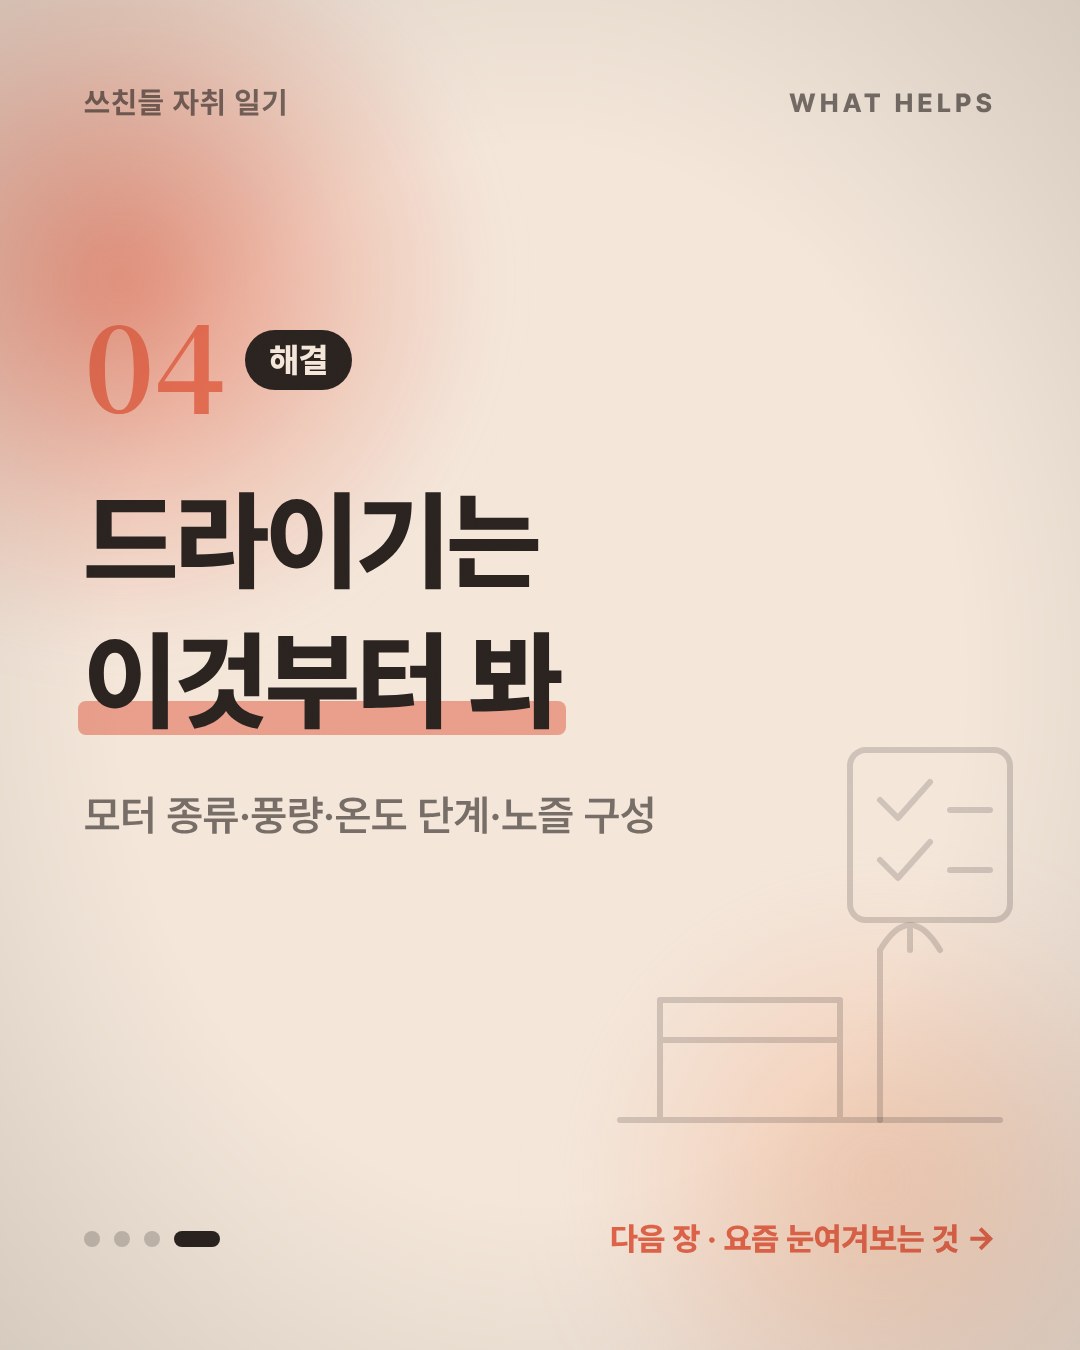 쓰친들 자취 일기
WHAT HELPS
04
해결
드라이기는
이것부터 봐
모터 종류·풍량·온도 단계·노즐 구성
다음 장 · 요즘 눈여겨보는 것 →